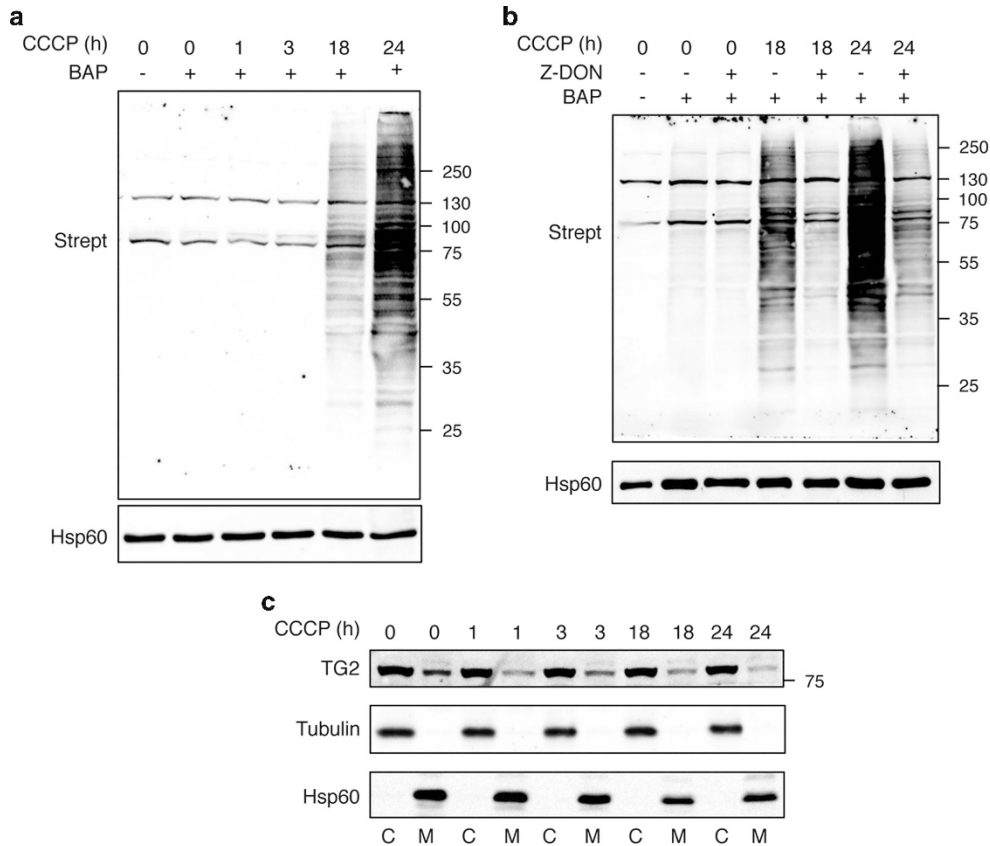 a
CCCP (h) 0 0 1 3 18 24
BAP - + + + + +
250
130
100
Strept
75
55
35
25
Hsp60
b
CCCP (h) 0 0 0 18 18 24 24
Z-DON - - + - + - +
BAP - + + + + + +
250
130
100
75
Strept
55
35
25
Hsp60
c
CCCP (h) 0 0 1 1 3 3 18 18 24 24
TG2
75
Tubulin
Hsp60
C M C M C M C M C M